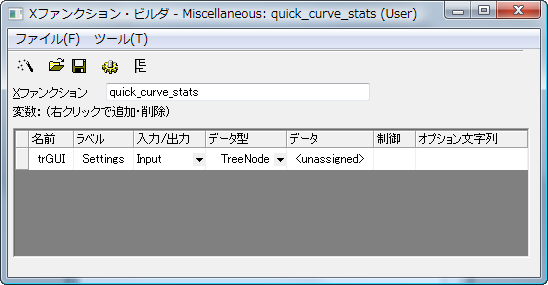 Xファンクション・ビルダ - Miscellaneous: quick_curve_stats (User)
ファイル(F) ツール(T)
Xファンクション quick_curve_stats
変数: (右クリックで追加・削除)
名前 ラベル 入力/出力 データ型 データ 制御 オプション文字列
trGUI Settings Input TreeNode <unassigned>